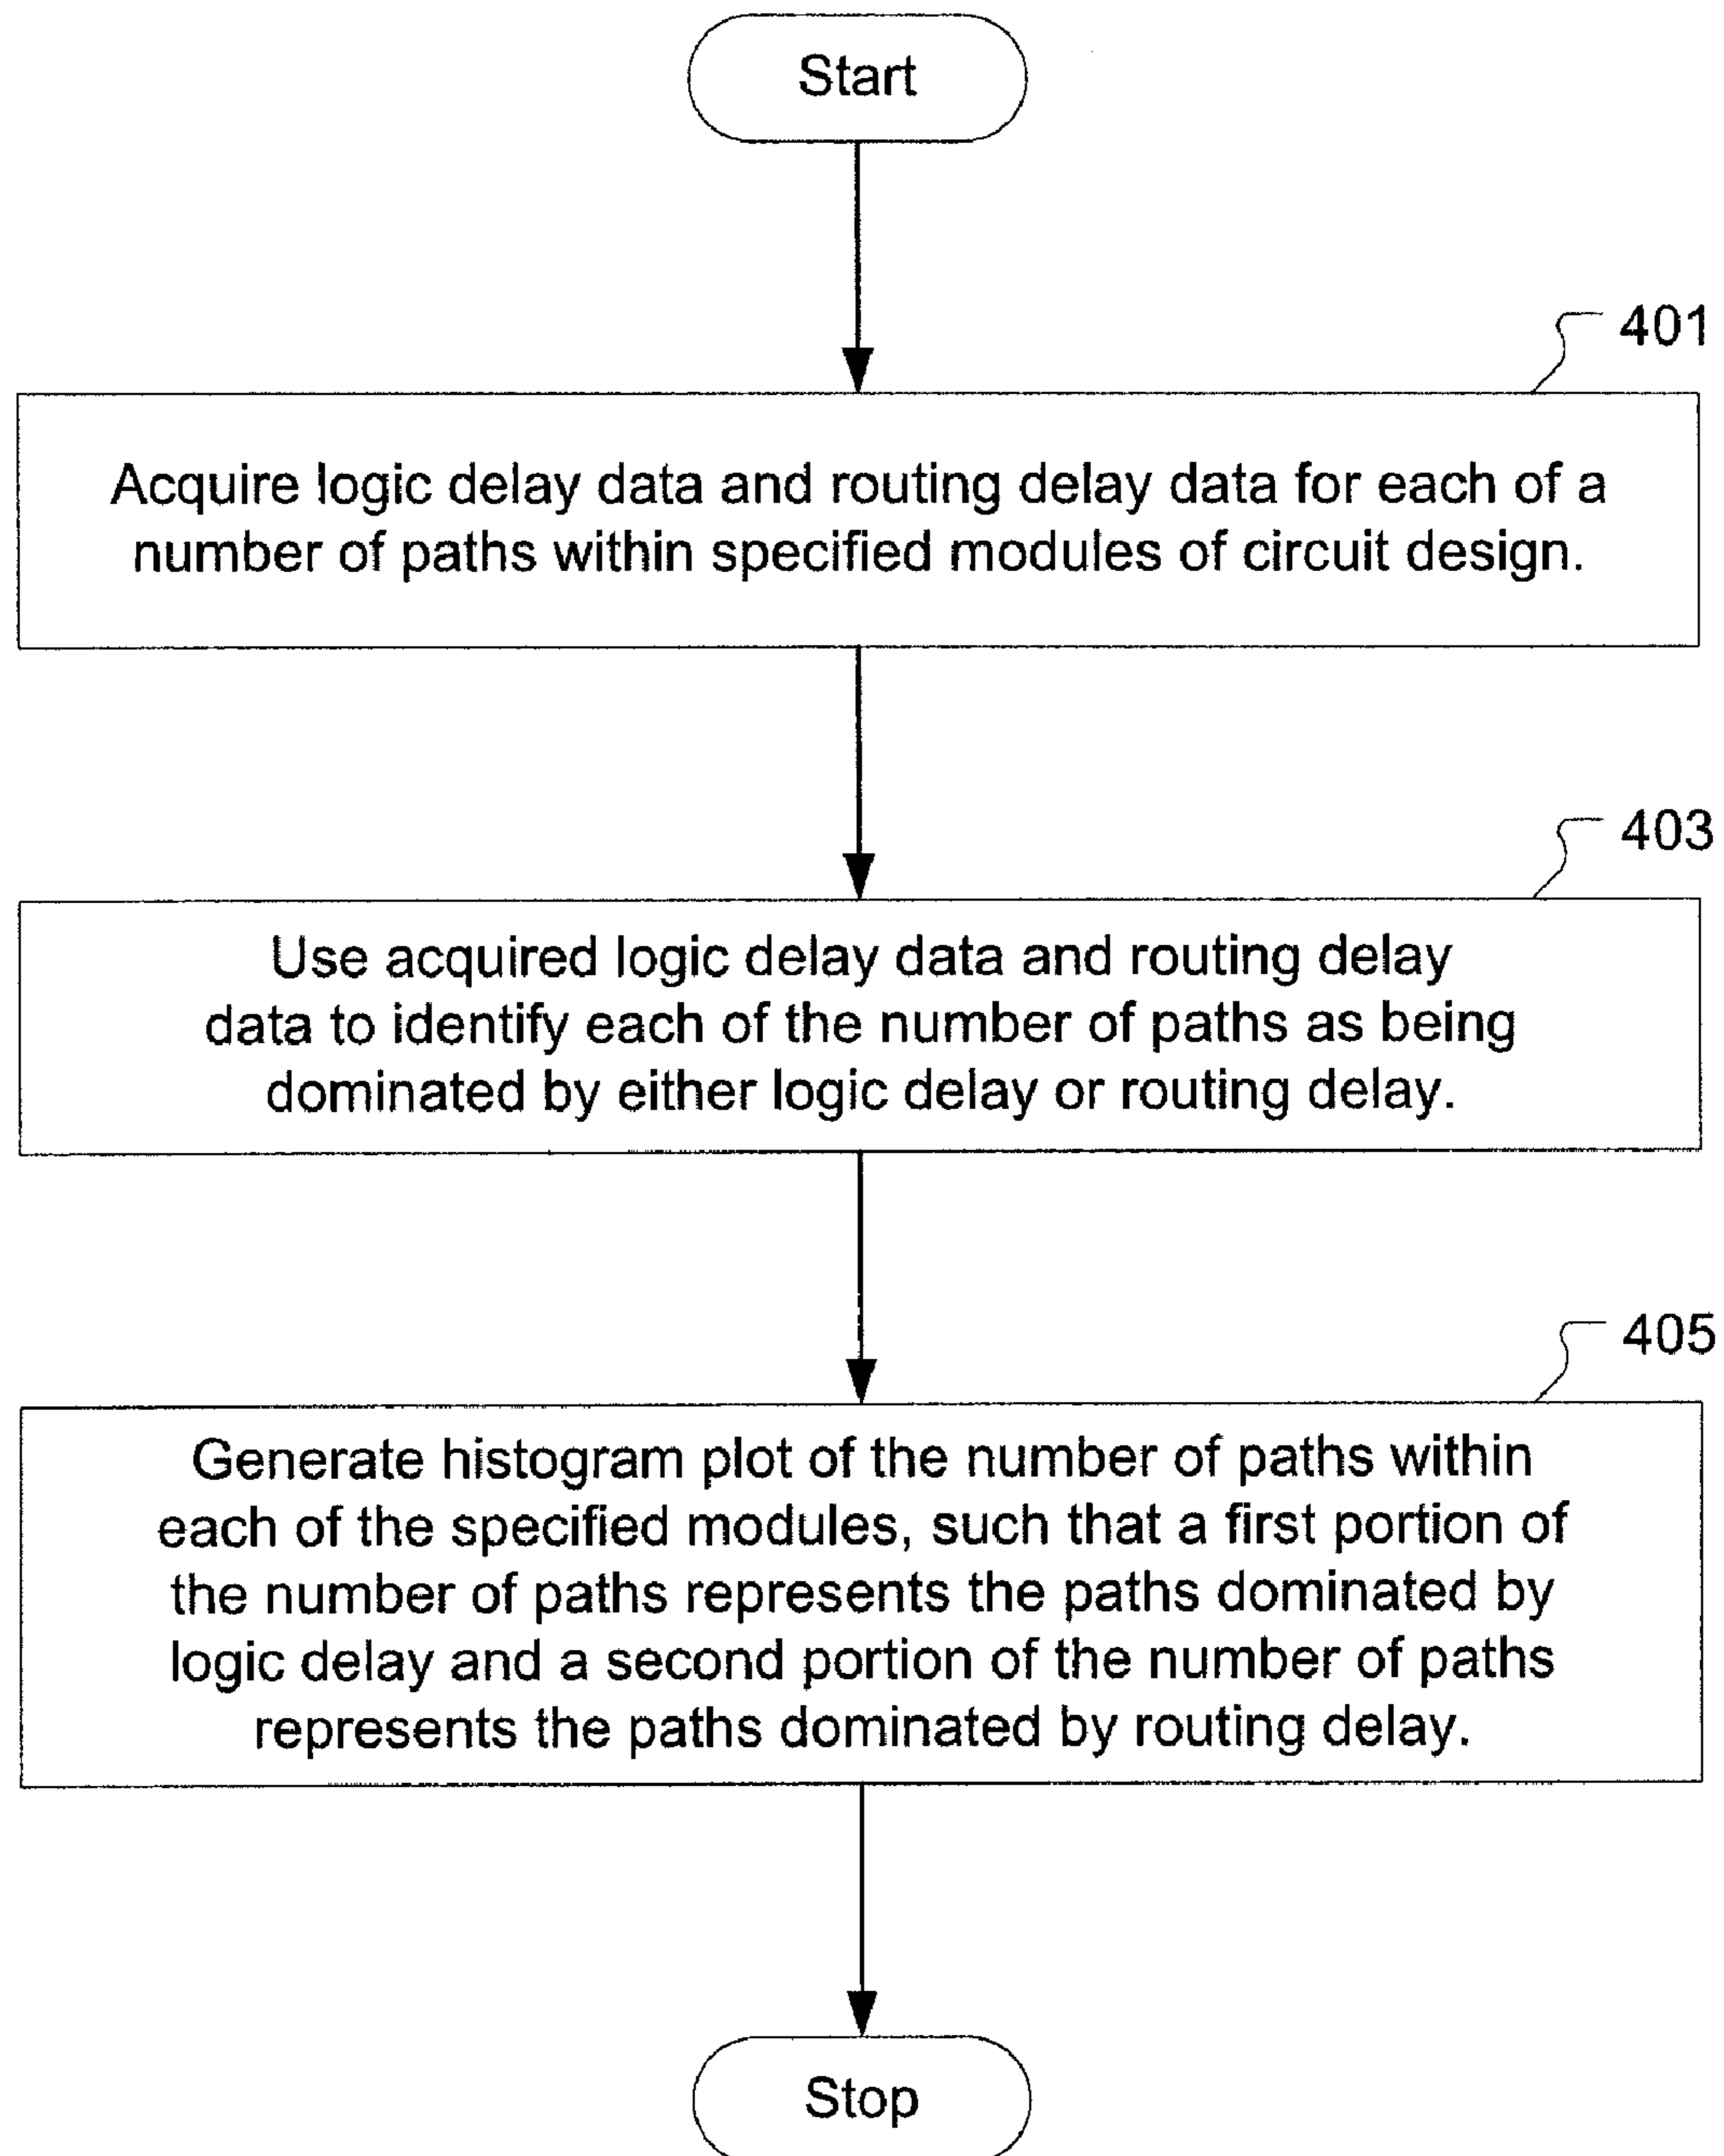 Start
401
Acquire logic delay data and routing delay data for each of a
number of paths within specified modules of circuit design.
403
Use acquired logic delay data and routing delay
data to identify each of the number of paths as being
dominated by either logic delay or routing delay.
405
Generate histogram plot of the number of paths within
each of the specified modules, such that a first portion of
the number of paths represents the paths dominated by
logic delay and a second portion of the number of paths
represents the paths dominated by routing delay.
Stop